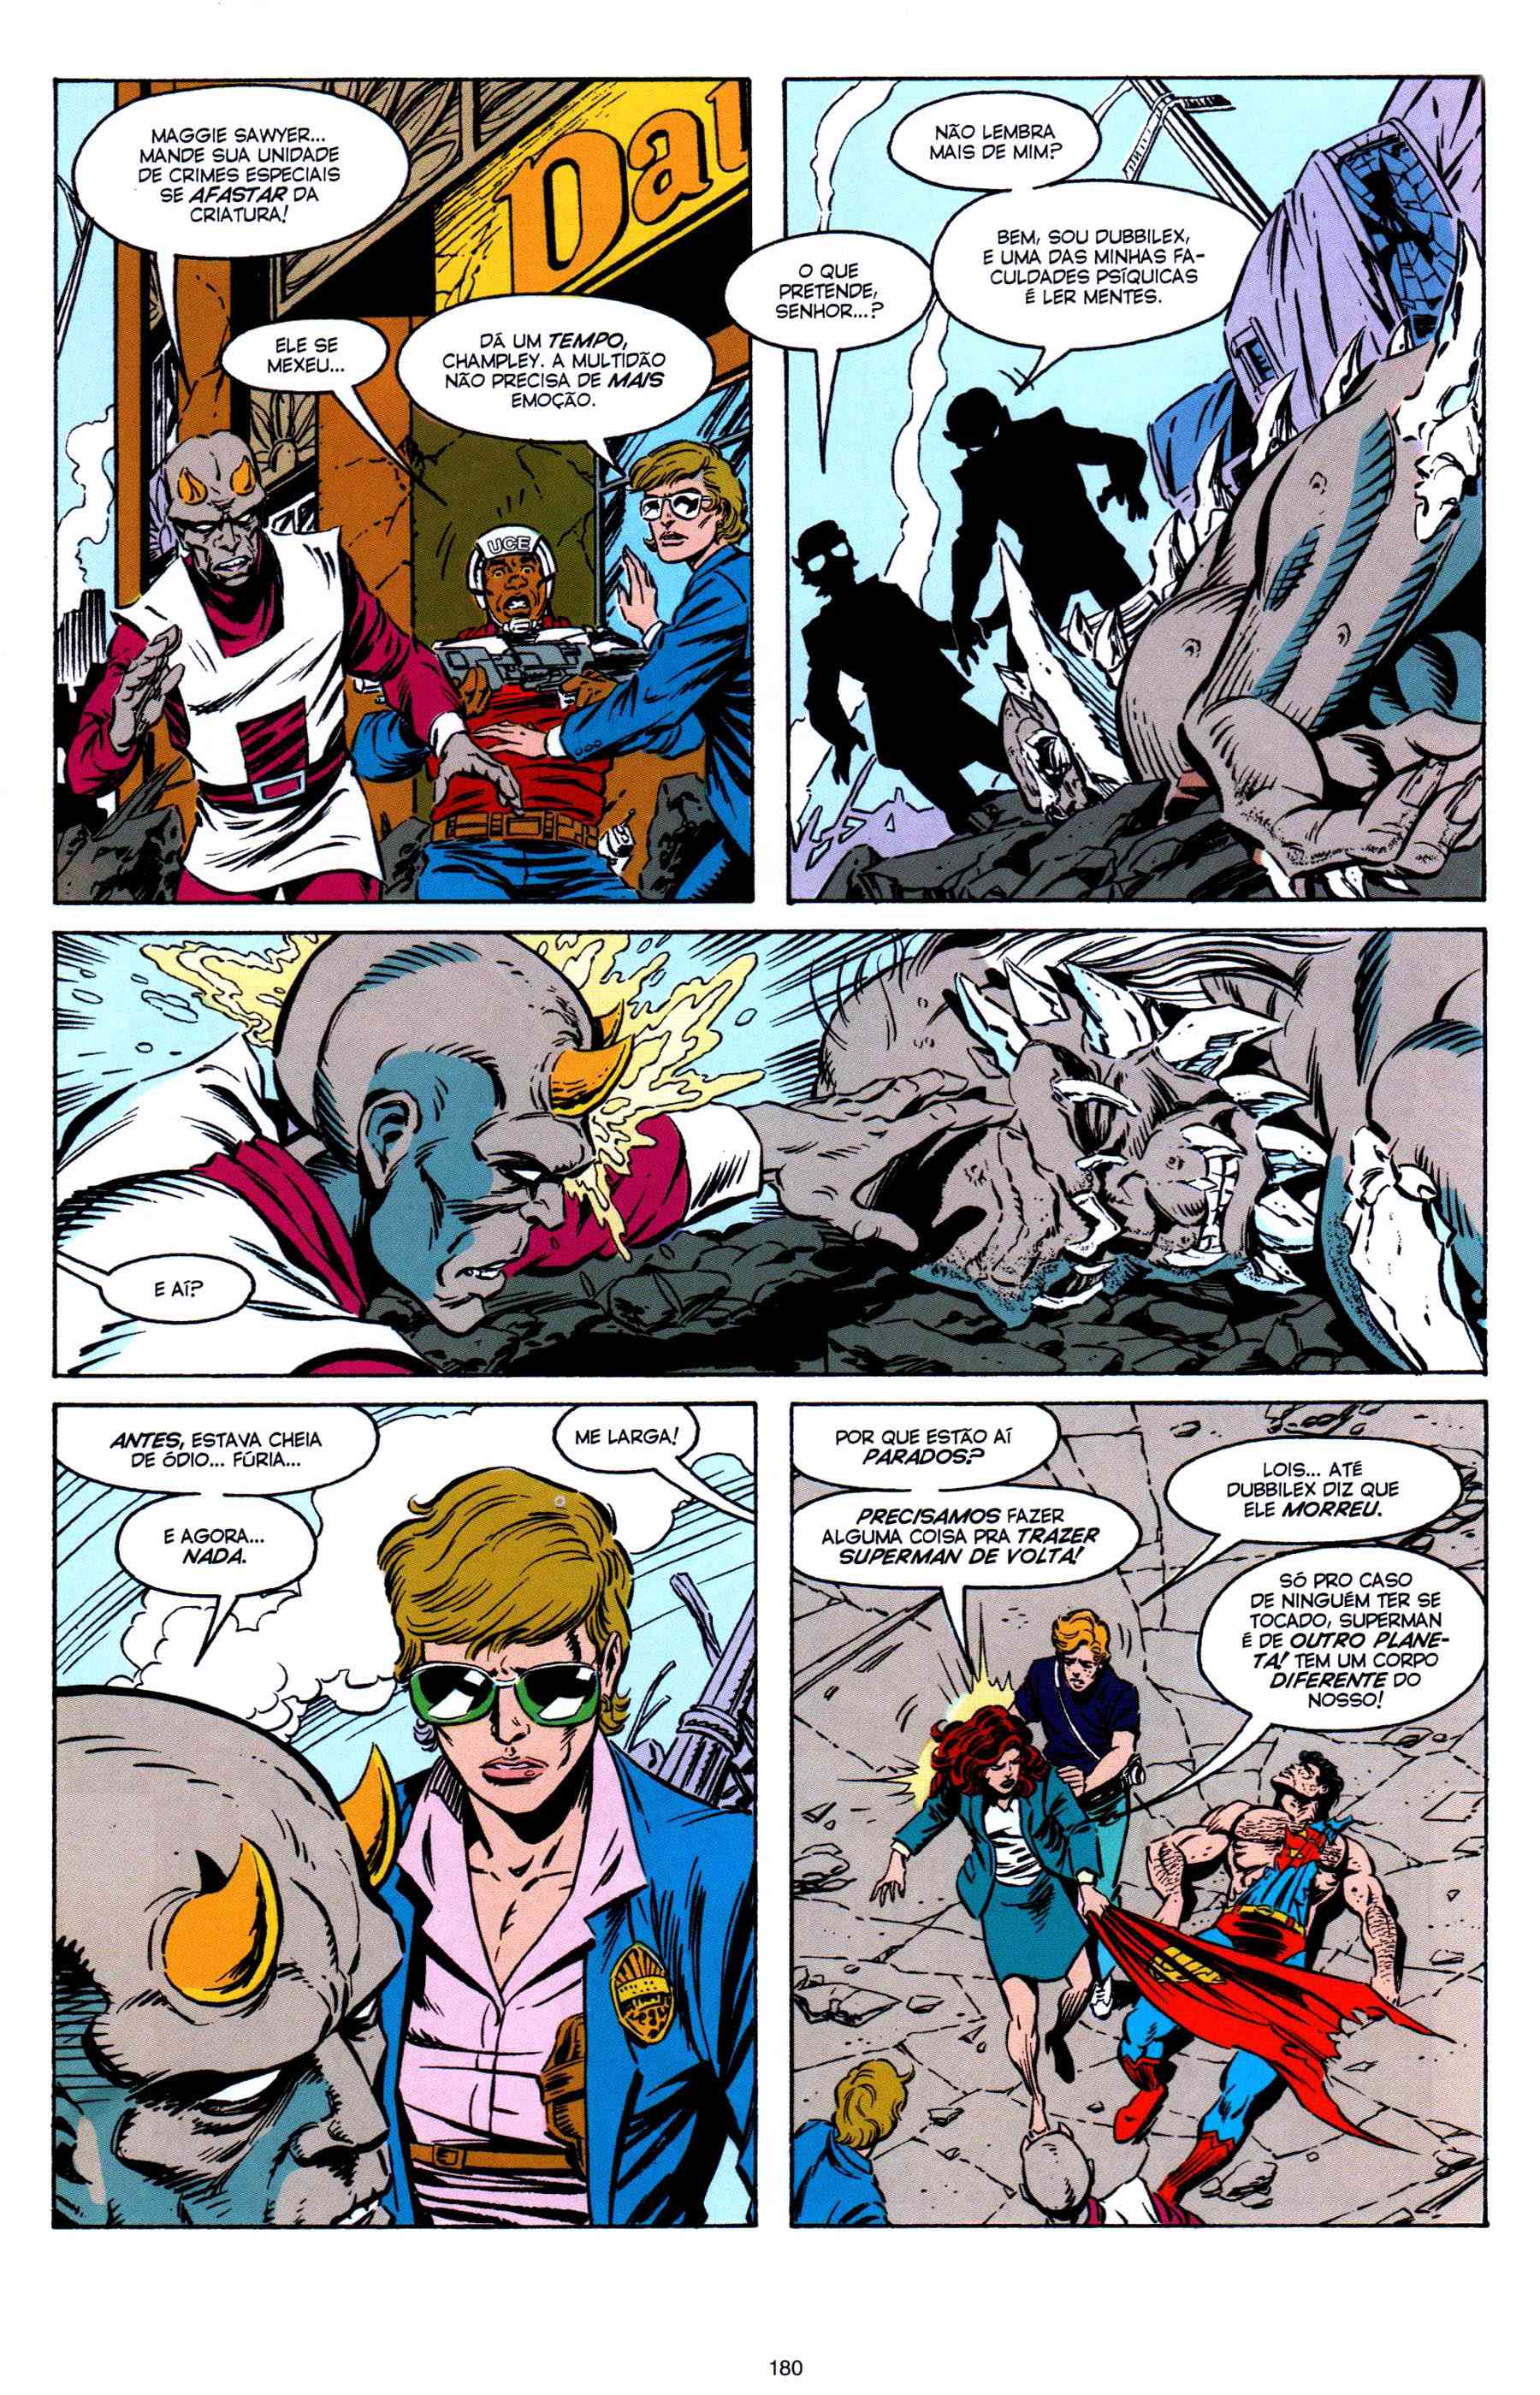 MAGGIE SAWYER...
MANDE SUA UNIDADE
DE CRIMES ESPECIAIS
SE AFASTAR DA
CRIATURA!
Dal
ELE SE
MEXEU...
DÁ UM TEMPO,
CHAMPLEY. A MULTIDÃO
NÃO PRECISA DE MAIS
EMOÇÃO.
UCE
NÃO LEMBRA
MAIS DE MIM?
O QUE
PRETENDE,
SENHOR...?
BEM, SOU DUBBILEX,
E UMA DAS MINHAS FA-
CULDADES PSÍQUICAS
É LER MENTES.
E AÍ?
ANTES, ESTAVA CHEIA
DE ÓDIO... FÚRIA...
E AGORA...
NADA.
ME LARGA!
POR QUE ESTÃO AÍ
PARADOS?
PRECISAMOS FAZER
ALGUMA COISA PRA TRAZER
SUPERMAN DE VOLTA!
LOIS... ATÉ
DUBBILEX DIZ QUE
ELE MORREU.
SÓ PRO CASO
DE NINGUÉM TER SE
TOCADO, SUPERMAN
É DE OUTRO PLANE-
TA! TEM UM CORPO
DIFERENTE DO
NOSSO!
180